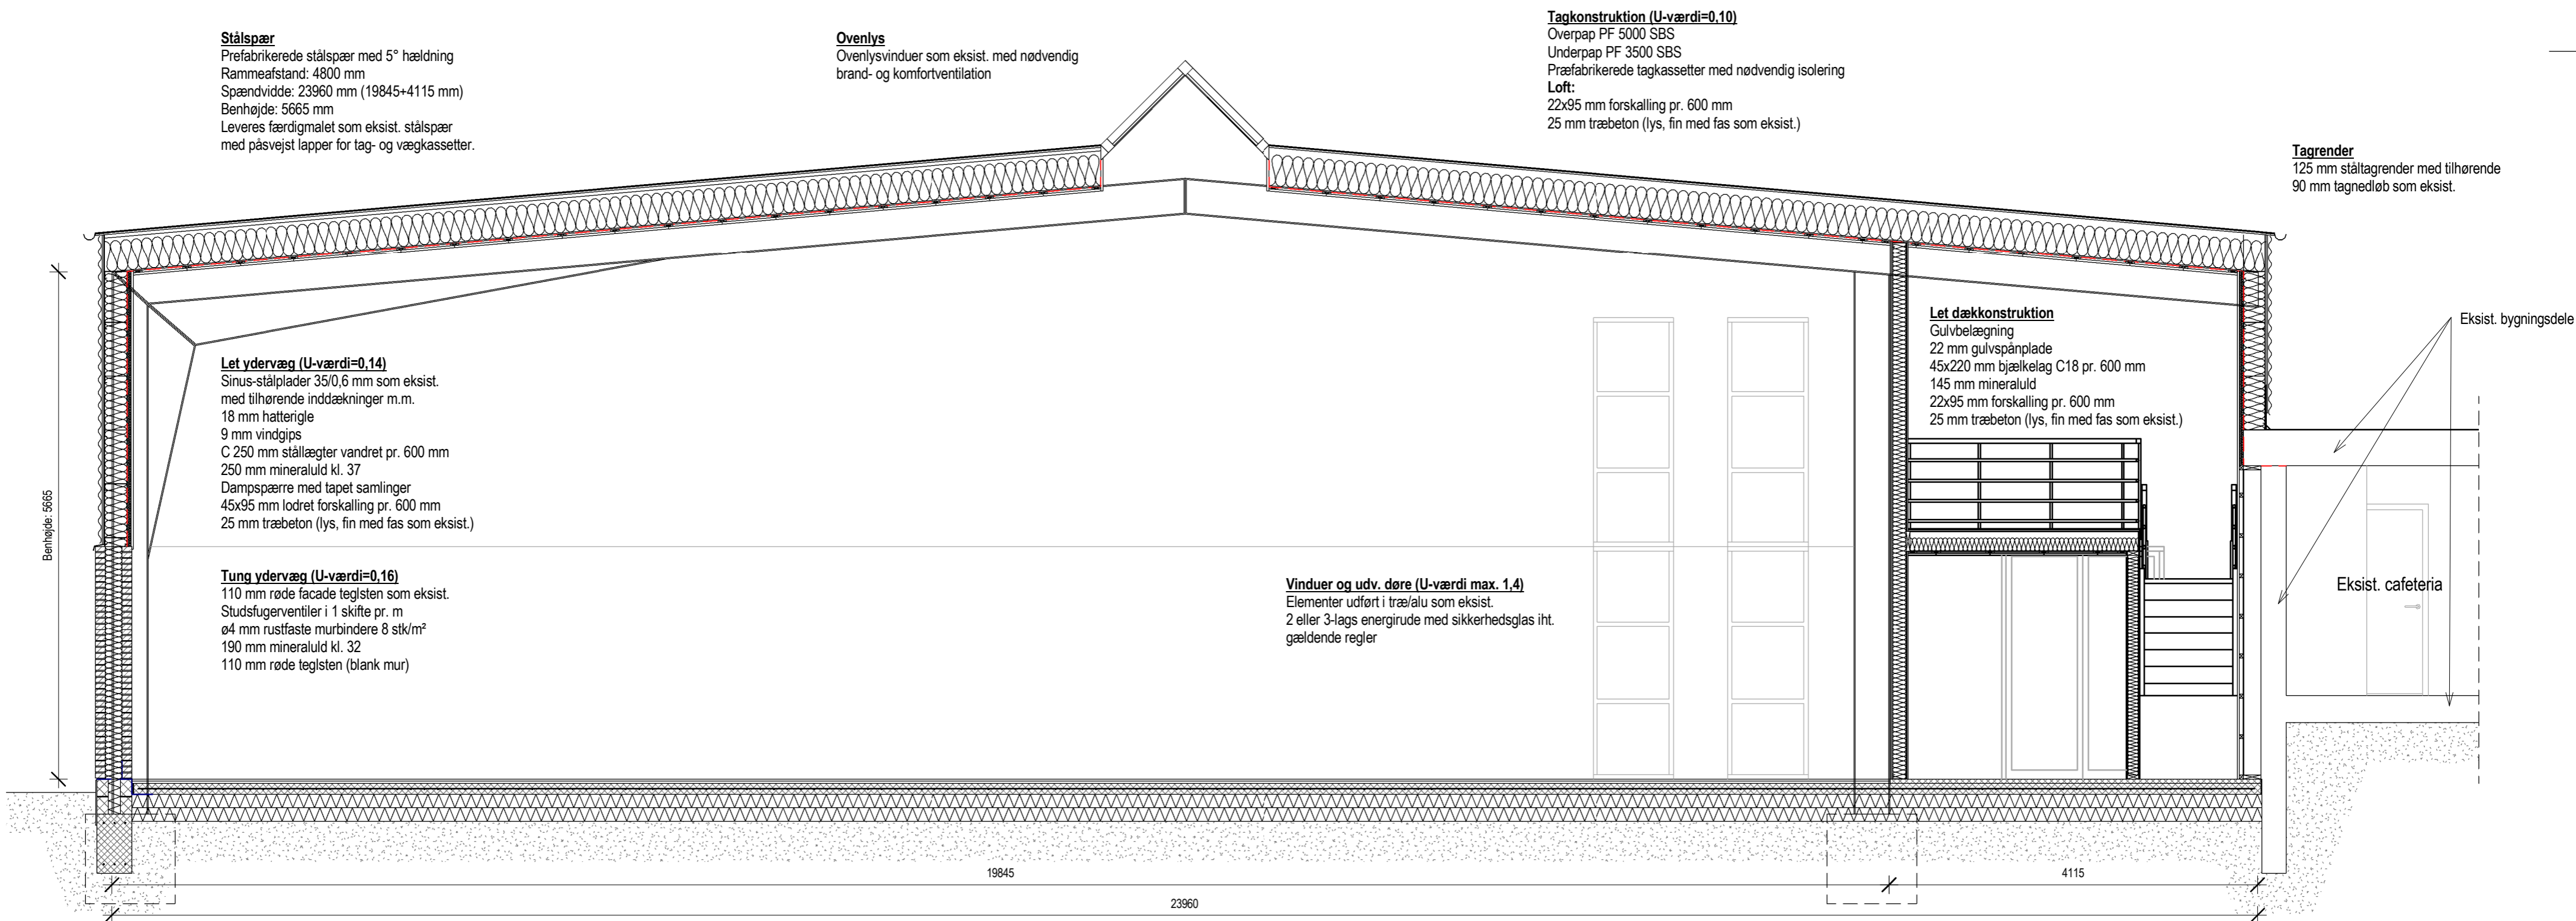 Stålspær
Prefabrikerede stålspær med 5° hældning
Rammeafstand: 4800 mm
Spændvidde: 23960 mm (19845+4115 mm)
Benhøjde: 5665 mm
Leveres færdigmalet som eksist. stålspær
med påsvejst lapper for tag- og vægkassetter.
Ovenlys
Ovenlysvinduer som eksist. med nødvendig
brand- og komfortventilation
Tagkonstruktion (U-værdi=0,10)
Overpap PF 5000 SBS
Underpap PF 3500 SBS
Præfabrikerede tagkassetter med nødvendig isolering
Loft:
22x95 mm forskalling pr. 600 mm
25 mm træbeton (lys, fin med fas som eksist.)
Tagrender
125 mm ståltagrender med tilhørende
90 mm tagnedløb som eksist.
Let dækkonstruktion
Gulvbelægning
22 mm gulvspånplade
45x220 mm bjælkelag C18 pr. 600 mm
145 mm mineraluld
22x95 mm forskalling pr. 600 mm
25 mm træbeton (lys, fin med fas som eksist.)
Eksist. bygningsdele
Let ydervæg (U-værdi=0,14)
Sinus-stålplader 35/0,6 mm som eksist.
med tilhørende inddækninger m.m.
18 mm hatterigle
9 mm vindgips
C 250 mm stållægter vandret pr. 600 mm
250 mm mineraluld kl. 37
Dampspærre med tapet samlinger
45x95 mm lodret forskalling pr. 600 mm
25 mm træbeton (lys, fin med fas som eksist.)
Benhøjde: 5665
Tung ydervæg (U-værdi=0,16)
110 mm røde facade teglsten som eksist.
Studsfugerventiler i 1 skifte pr. m
ø4 mm rustfaste murbindere 8 stk/m²
190 mm mineraluld kl. 32
110 mm røde teglsten (blank mur)
Vinduer og udv. døre (U-værdi max. 1,4)
Elementer udført i træ/alu som eksist.
2 eller 3-lags energirude med sikkerhedsglas iht.
gældende regler
Eksist. cafeteria
19845
4115
23960